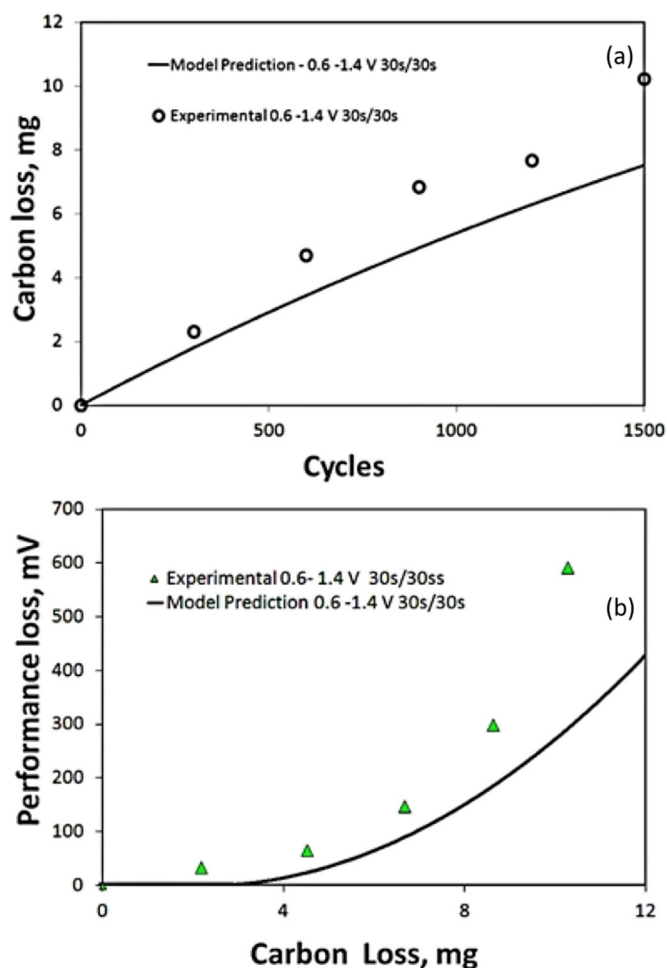 12
(a)
Model Prediction - 0.6 -1.4 V 30s/30s
10
Experimental 0.6 -1.4 V 30s/30s
8
6
4
2
0
Carbon loss, mg
0 500 1000 1500
Cycles
700
Experimental 0.6- 1.4 V 30s/30ss
600
Model Prediction 0.6 -1.4 V 30s/30s
(b)
500
400
300
200
100
0
Performance loss, mV
0 4 8 12
Carbon Loss, mg